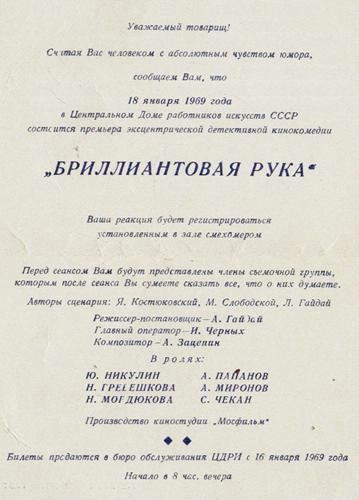 Уважаемый товарищ!
Считая Вас человеком с абсолютным чувством юмора,
сообщаем Вам, что
18 января 1969 года
в Центральном Доме работников искусств СССР
состоится премьера эксцентрической детективной кинокомедии
„БРИЛЛИАНТОВАЯ РУКА“
Ваша реакция будет регистрироваться
установленным в зале смехомером
Перед сеансом Вам будут представлены члены съемочной группы,
которым после сеанса Вы сумеете сказать все, что о них думаете.
Авторы сценария: Я. Костюковский, М. Слободской, Л. Гайдай
Режиссер-постановщик — А. Гайдай
Главный оператор — И. Черных
Композитор — А. Зацепин
В ролях:
Ю. НИКУЛИН А. ПАПАНОВ
Н. ГРЕБЕШКОВА А. МИРОНОВ
Н. МОРДЮКОВА С. ЧЕКАН
Производство киностудии „Мосфильм“
Билеты продаются в бюро обслуживания ЦДРИ с 16 января 1969 года
Начало в 8 час. вечера